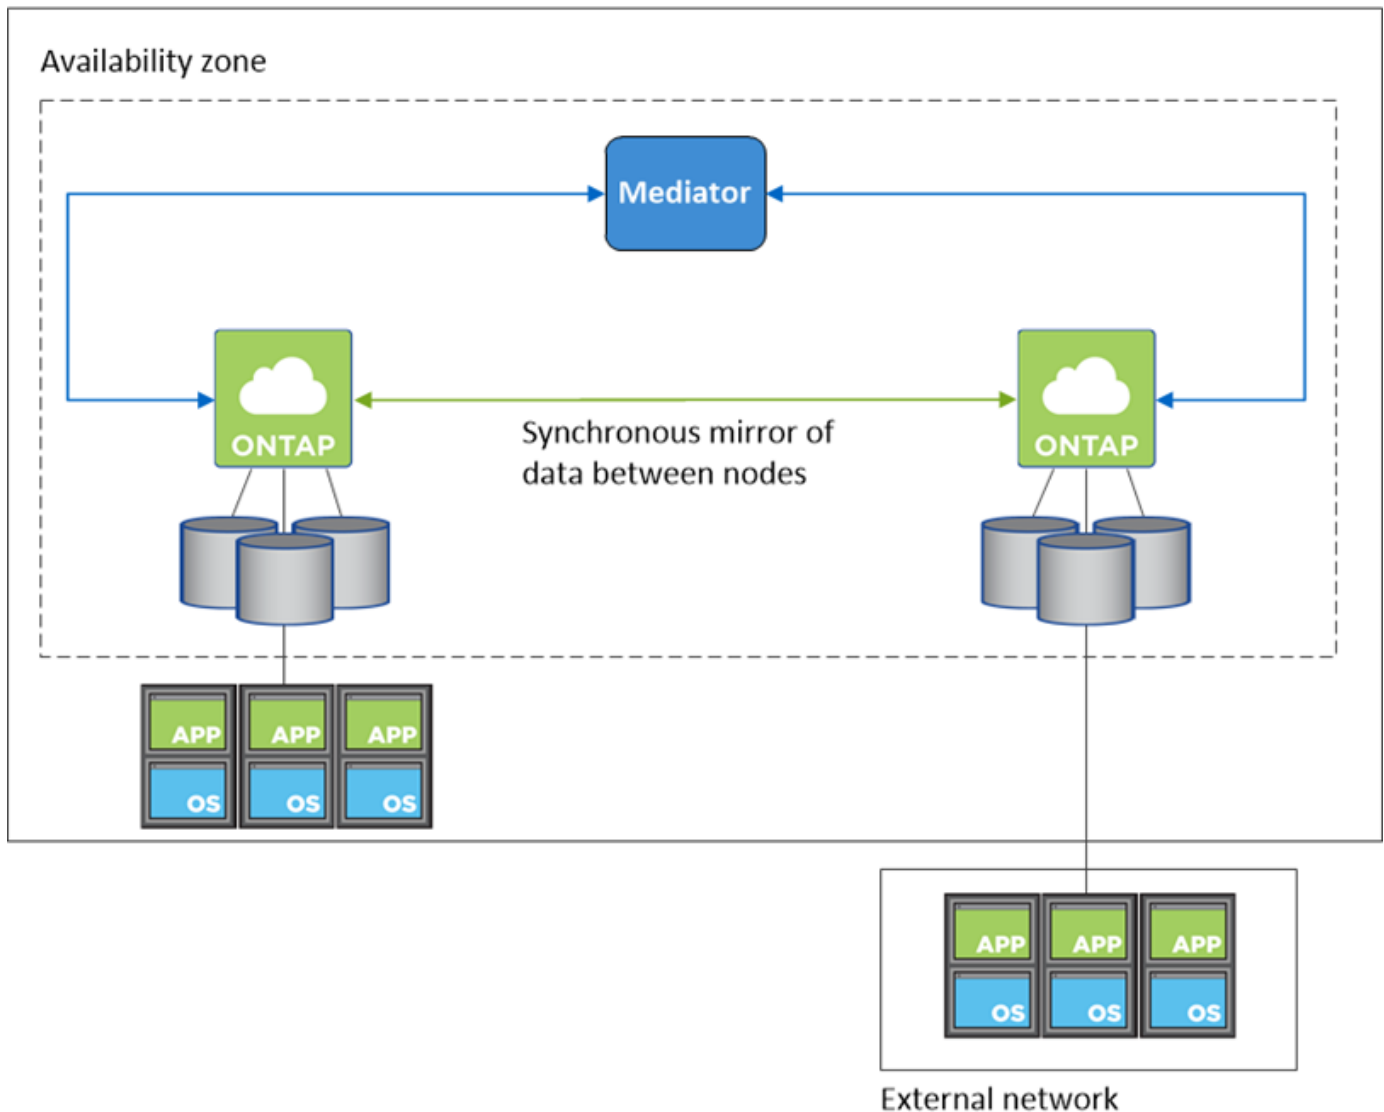 Availability zone
Mediator
ONTAP
ONTAP
Synchronous mirror of
data between nodes
APP APP APP
OS OS OS
APP APP APP
OS OS OS
External network